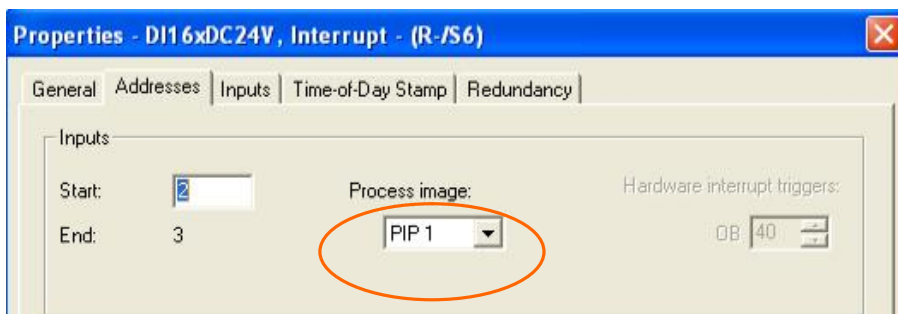 Properties - DI16xDC24V, Interrupt - (R-/S6)
General Addresses Inputs Time-of-Day Stamp Redundancy
Inputs
Start: 2 Process image: Hardware interrupt triggers:
End: 3 PIP 1 OB 40